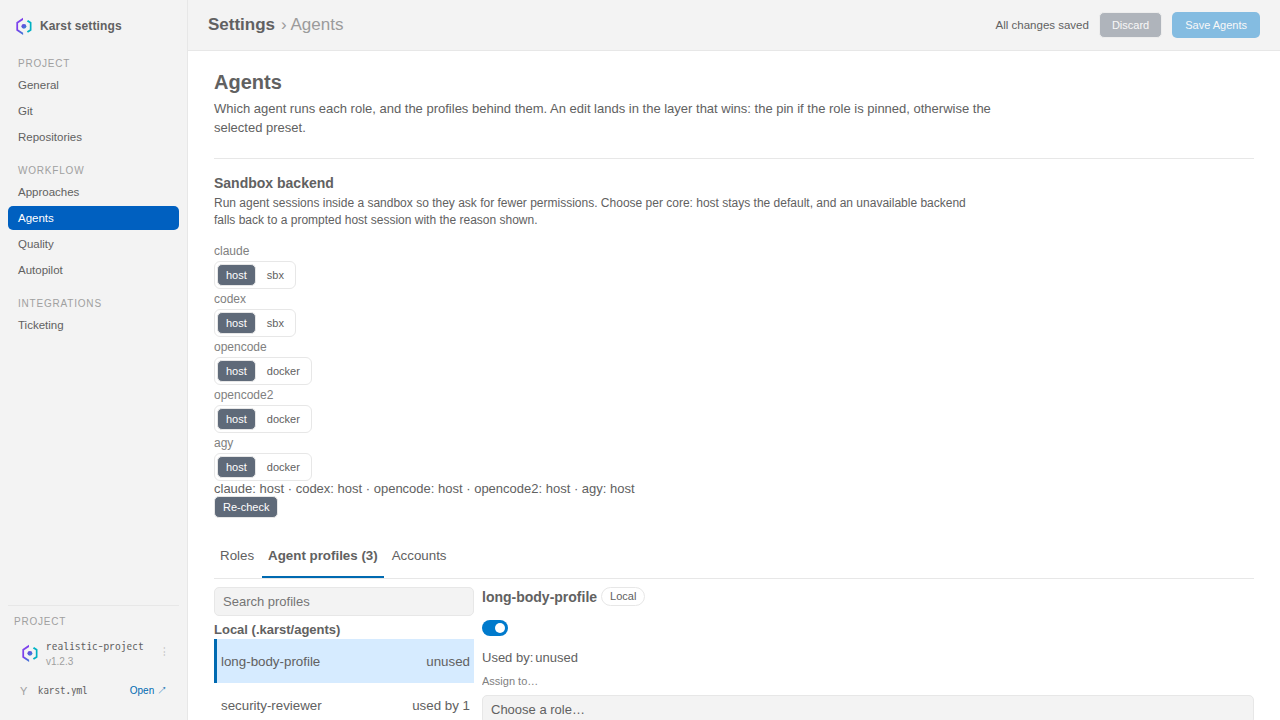 Karst settings
PROJECT
General
Git
Repositories
WORKFLOW
Approaches
Agents
Quality
Autopilot
INTEGRATIONS
Ticketing
PROJECT
realistic-project
v1.2.3
Y karst.yml Open ↗
Settings › Agents
All changes saved
Discard
Save Agents
Agents
Which agent runs each role, and the profiles behind them. An edit lands in the layer that wins: the pin if the role is pinned, otherwise the
selected preset.
Sandbox backend
Run agent sessions inside a sandbox so they ask for fewer permissions. Choose per core: host stays the default, and an unavailable backend
falls back to a prompted host session with the reason shown.
claude
host sbx
codex
host sbx
opencode
host docker
opencode2
host docker
agy
host docker
claude: host · codex: host · opencode: host · opencode2: host · agy: host
Re-check
Roles Agent profiles (3) Accounts
Search profiles
Local (.karst/agents)
long-body-profile unused
security-reviewer used by 1
long-body-profile Local
Used by: unused
Assign to…
Choose a role…